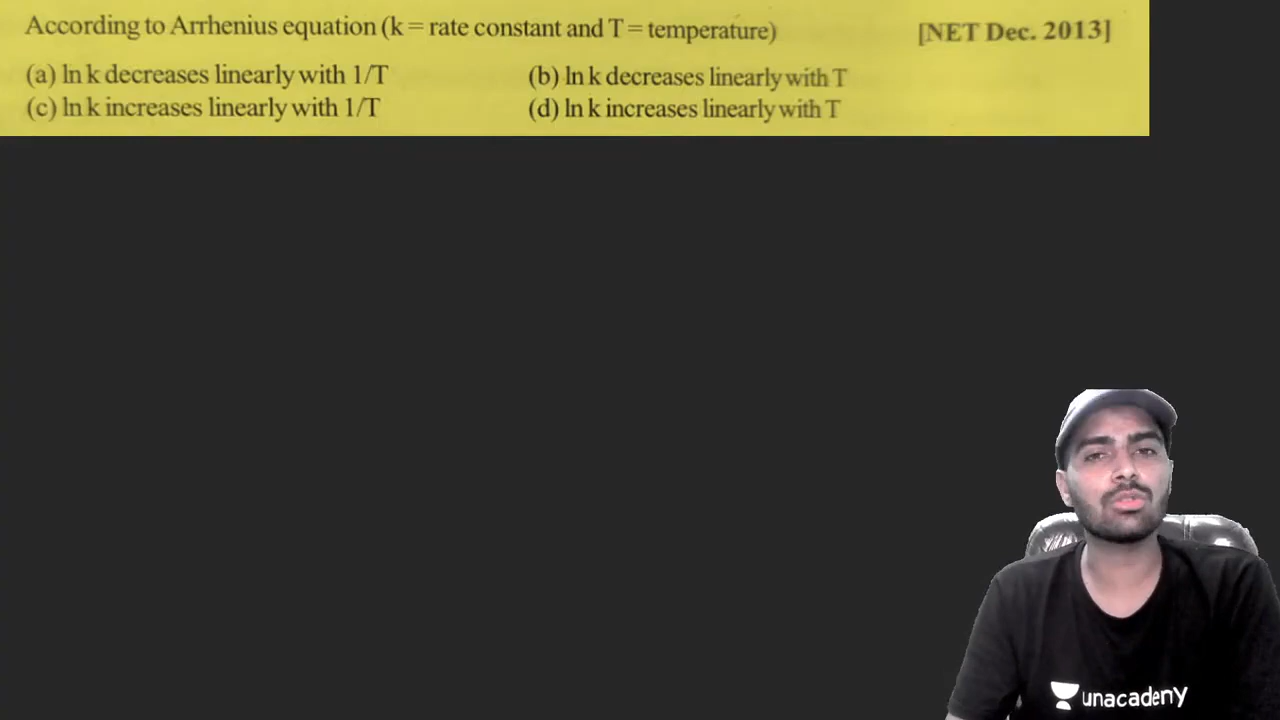 According to Arrhenius equation (k = rate constant and T = temperature) [NET Dec. 2013]
(a) ln k decreases linearly with 1/T (b) ln k decreases linearly with T
(c) ln k increases linearly with 1/T (d) ln k increases linearly with T
unacademy